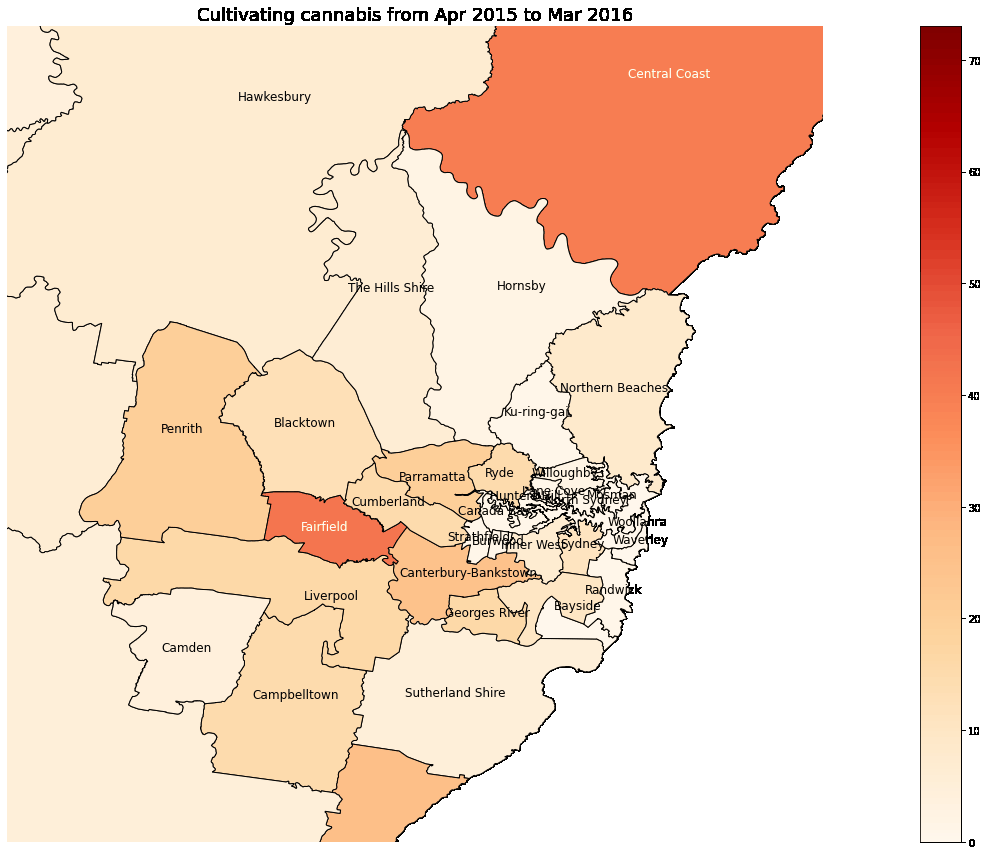 Cultivating cannabis from Apr 2015 to Mar 2016
Central Coast
Hawkesbury
The Hills Shire
Hornsby
Northern Beaches
Ku-ring-gai
Blacktown
Penrith
Parramatta
Ryde
Willoughby
Lane Cove
Mosman
North Sydney
Hunters Hill
Cumberland
Canada Bay
Fairfield
Woollahra
Strathfield
Burwood
Inner West
Sydney
Waverley
Canterbury-Bankstown
Randwick
Liverpool
Bayside
Georges River
Camden
Campbelltown
Sutherland Shire
70
60
50
40
30
20
10
0